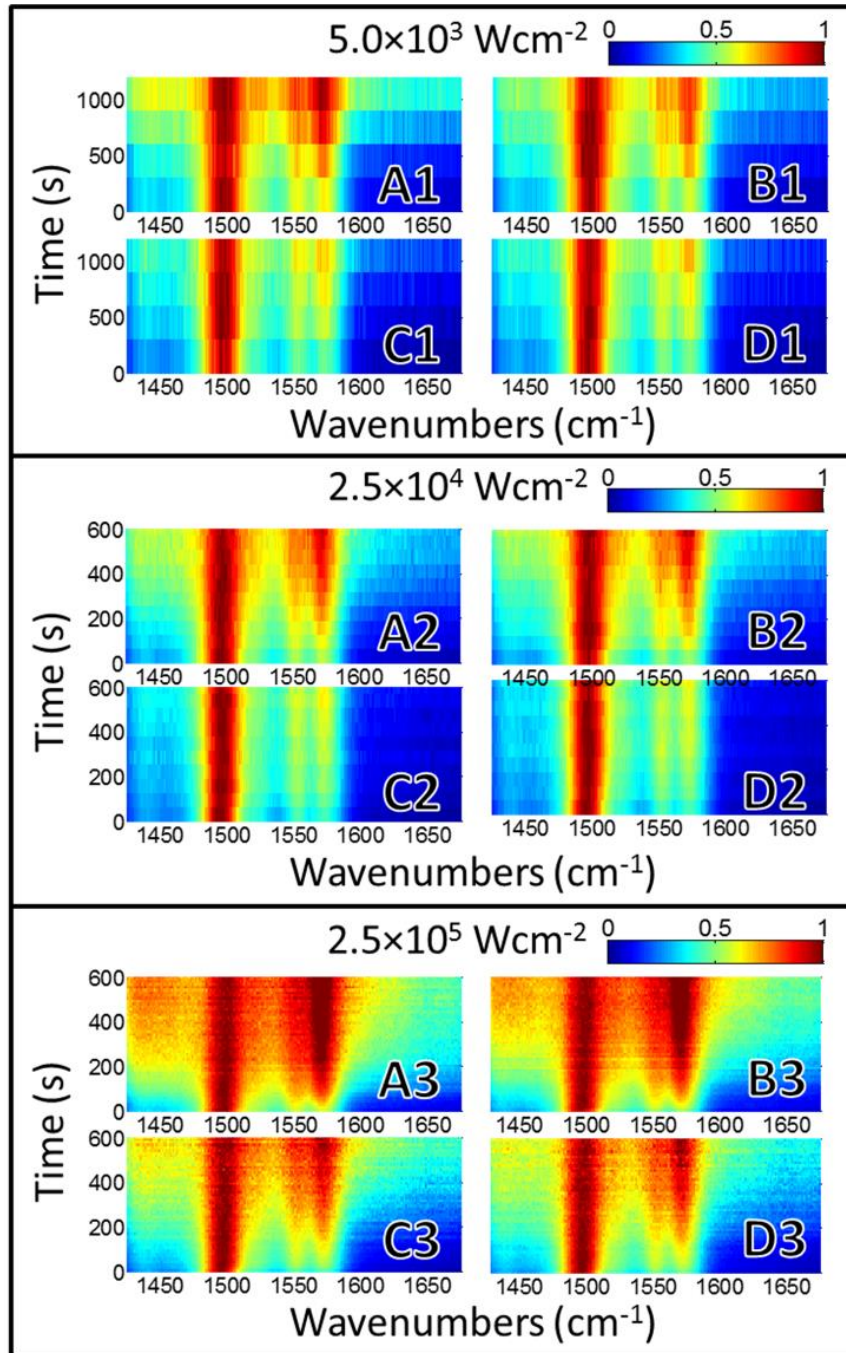 5.0×10³ Wcm⁻²
0 0.5 1
Time (s)
1000
500
0
A1
1450 1500 1550 1600 1650
B1
1450 1500 1550 1600 1650
1000
500
0
C1
1450 1500 1550 1600 1650
D1
1450 1500 1550 1600 1650
Wavenumbers (cm⁻¹)
2.5×10⁴ Wcm⁻²
0 0.5 1
Time (s)
600
400
200
0
A2
1450 1500 1550 1600 1650
B2
1450 1500 1550 1600 1650
600
400
200
0
C2
1450 1500 1550 1600 1650
D2
1450 1500 1550 1600 1650
Wavenumbers (cm⁻¹)
2.5×10⁵ Wcm⁻²
0 0.5 1
Time (s)
600
400
200
0
A3
1450 1500 1550 1600 1650
B3
1450 1500 1550 1600 1650
600
400
200
0
C3
1450 1500 1550 1600 1650
D3
1450 1500 1550 1600 1650
Wavenumbers (cm⁻¹)